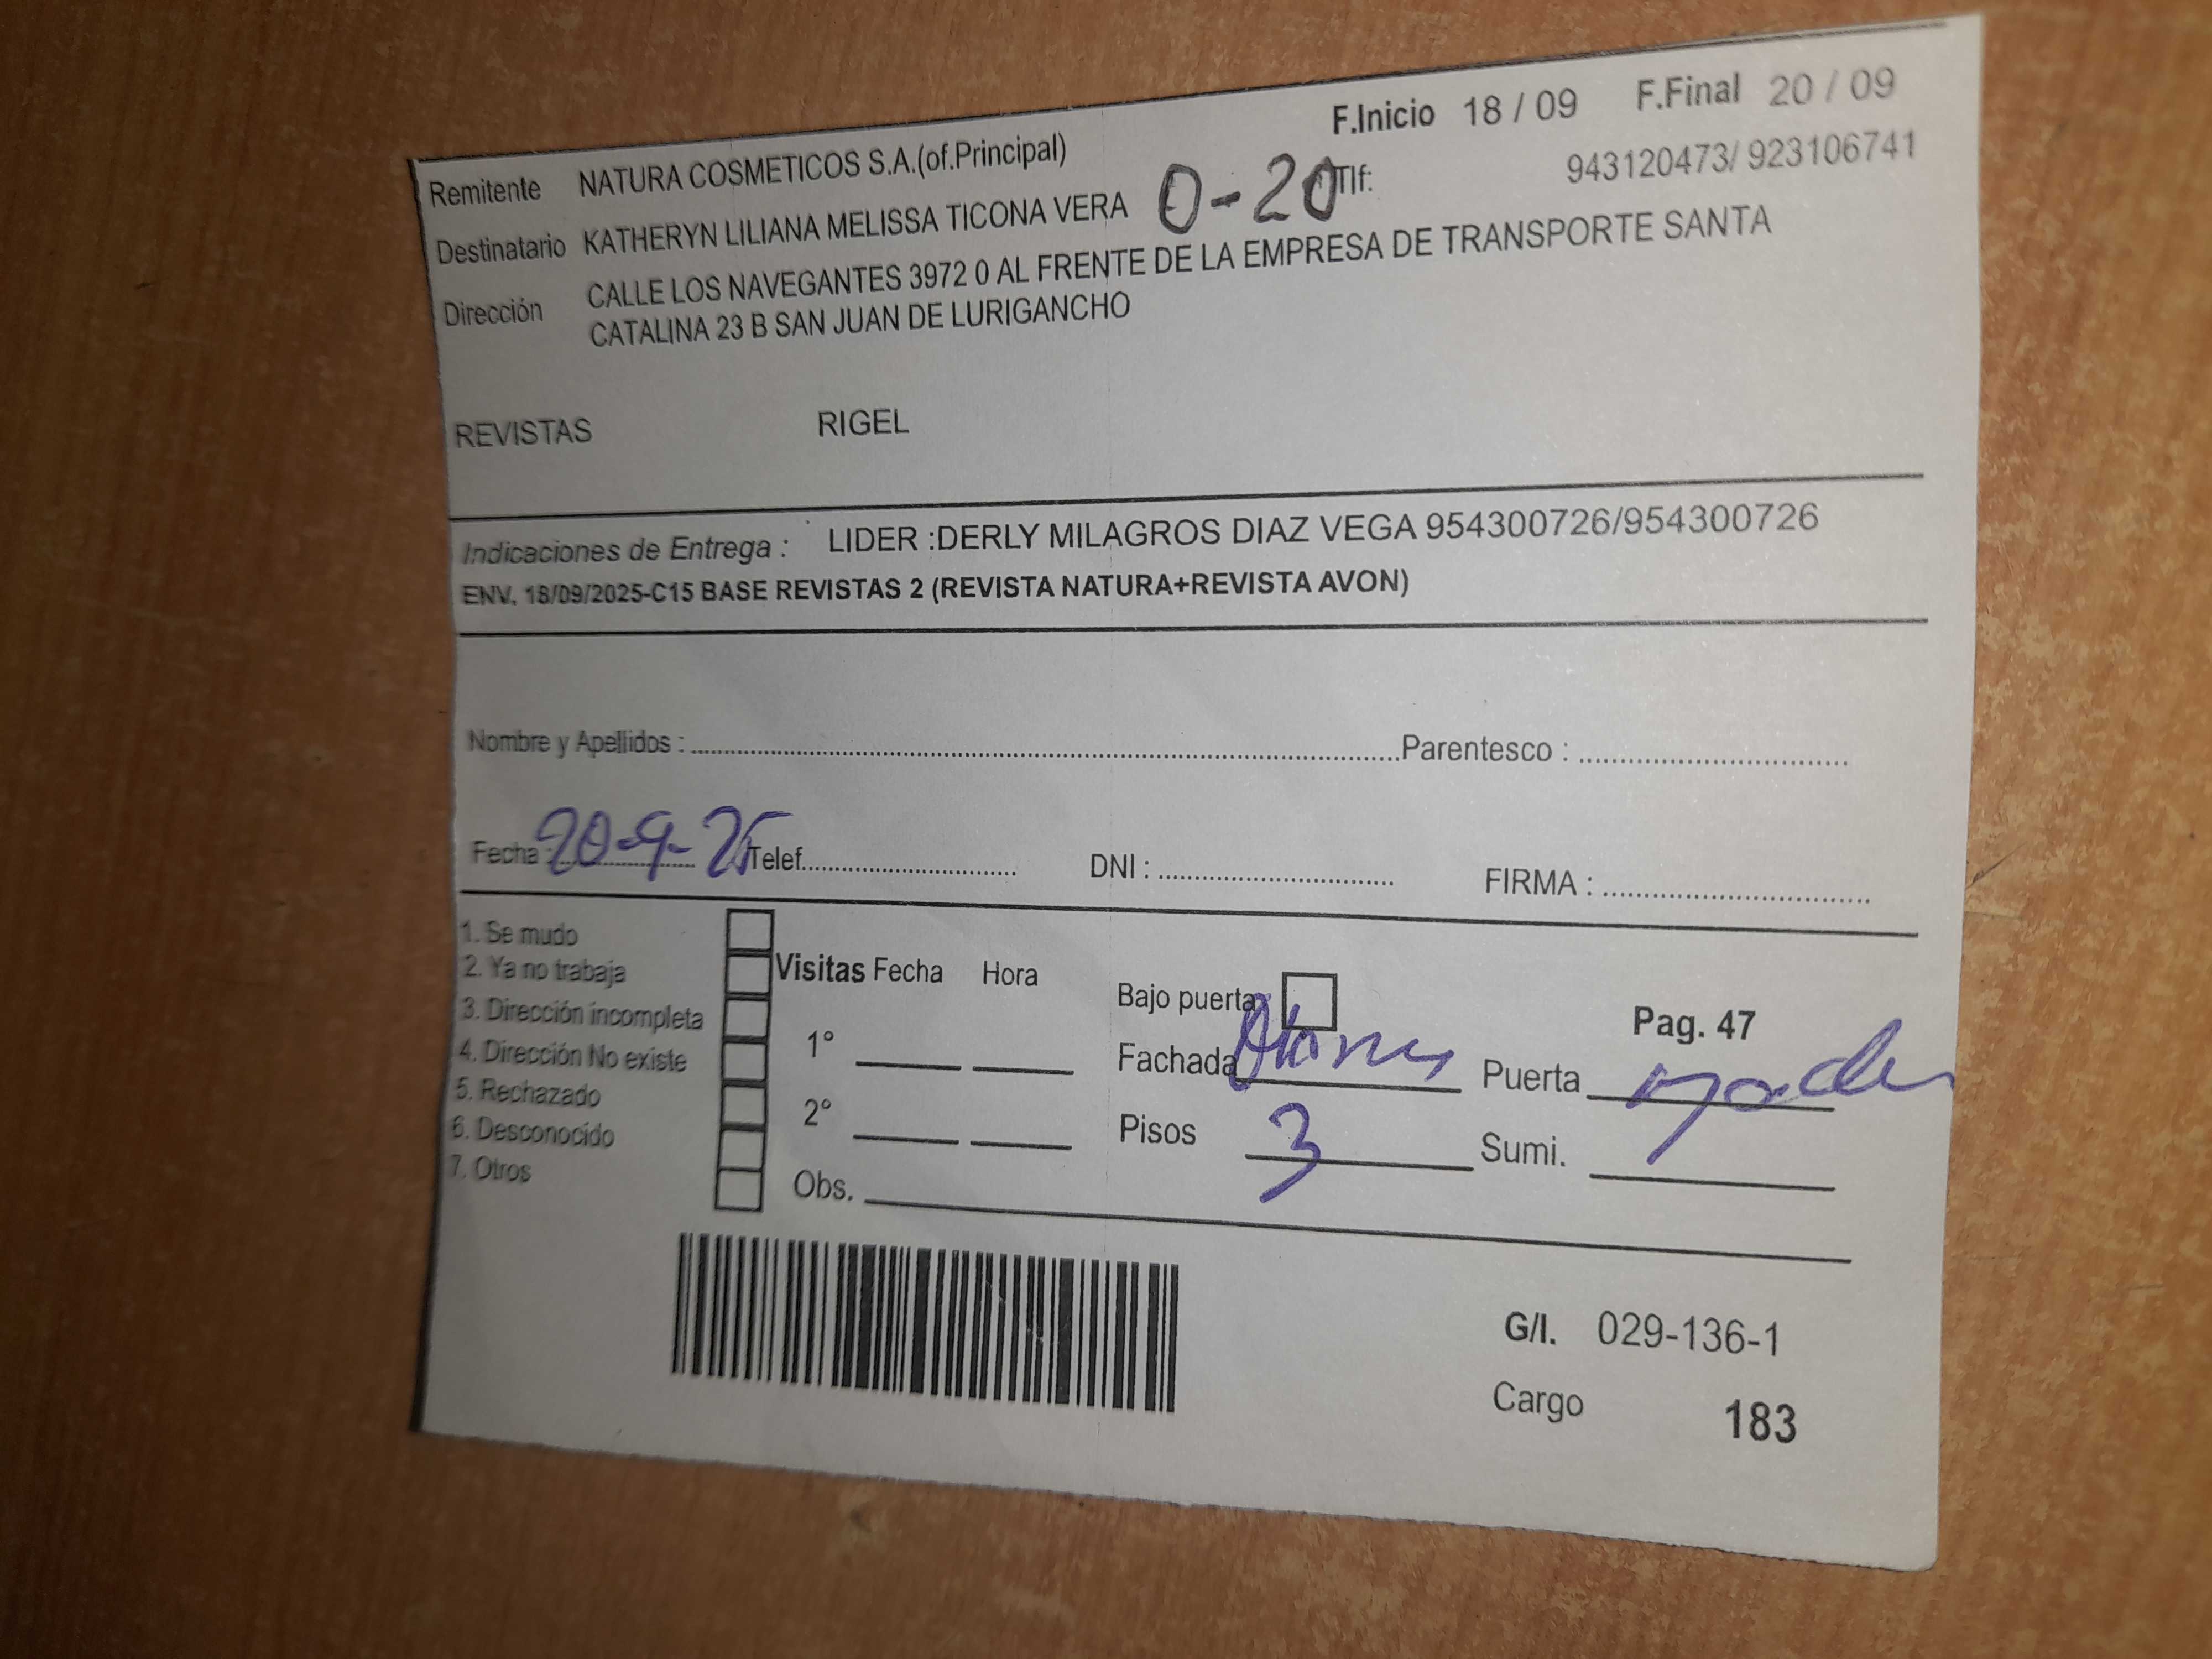 F.Inicio 18 / 09 F.Final 20 / 09
Remitente NATURA COSMETICOS S.A.(of.Principal)
Destinatario KATHERYN LILIANA MELISSA TICONA VERA 0-20 Tlf: 943120473/ 923106741
Dirección CALLE LOS NAVEGANTES 3972 0 AL FRENTE DE LA EMPRESA DE TRANSPORTE SANTA
CATALINA 23 B SAN JUAN DE LURIGANCHO
REVISTAS RIGEL
Indicaciones de Entrega : LIDER :DERLY MILAGROS DIAZ VEGA 954300726/954300726
ENV. 18/09/2025-C15 BASE REVISTAS 2 (REVISTA NATURA+REVISTA AVON)
Nombre y Apellidos : Parentesco :
Fecha : 20-9-25 Telef. DNI : FIRMA :
1. Se mudo
2. Ya no trabaja
3. Dirección incompleta
4. Dirección No existe
5. Rechazado
6. Desconocido
7. Otros
Visitas Fecha Hora
1°
2°
Obs.
Bajo puerta
Pag. 47
Fachada Puerta
Pisos 3 Sumi.
G/I. 029-136-1
Cargo 183